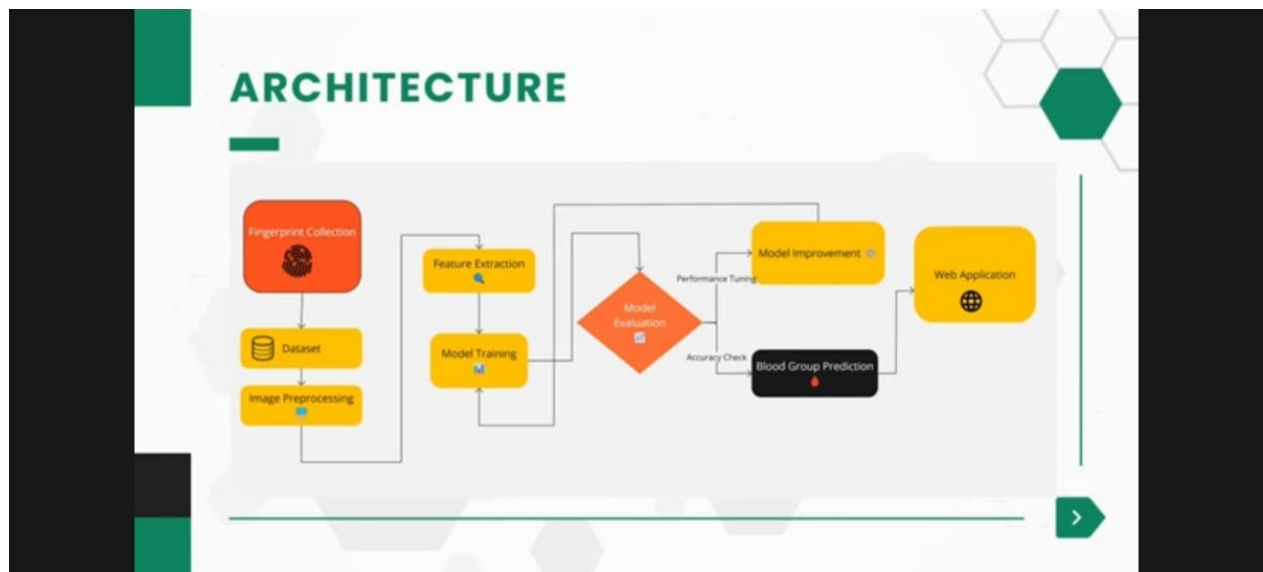 ARCHITECTURE
Fingerprint Collection
Dataset
Image Preprocessing
Feature Extraction
Model Training
Model
Evaluation
Performance Tuning
Accuracy Check
Model Improvement
Blood Group Prediction
Web Application